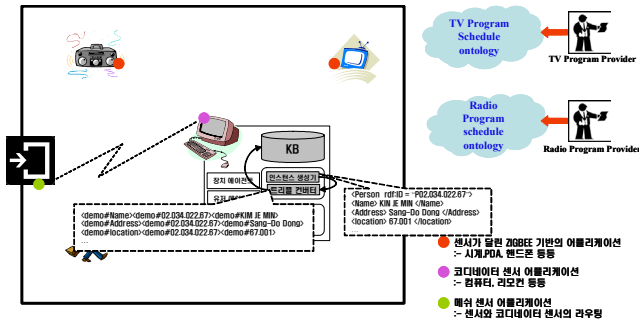 TV Program
Schedule
ontology
TV Program Provider
Radio
Program
schedule
ontology
Radio Program Provider
KB
장치 에이전트
인스턴스 생성기
트리플 컨버터
유저
<Person rdf:ID = "P02.034.022.67">
<Name> KIN JE MIN </Name>
<Address> Sang-Do Dong </Address>
<location> 67.001 </location>
...
<demo#Name><demo#02.034.022.67><demo#KIM JE MIN>
<demo#Address><demo#02.034.022.67><demo#Sang-Do Dong>
<demo#location><demo#02.034.022.67><demo#67.001>
...
센서가 달린 ZIGBEE 기반의 어플리케이션
:- 시계,PDA, 핸드폰 등등
코디네이터 센서 어플리케이션
:- 컴퓨터, 리모컨 등등
메쉬 센서 어플리케이션
:- 센서와 코디네이터 센서의 라우팅